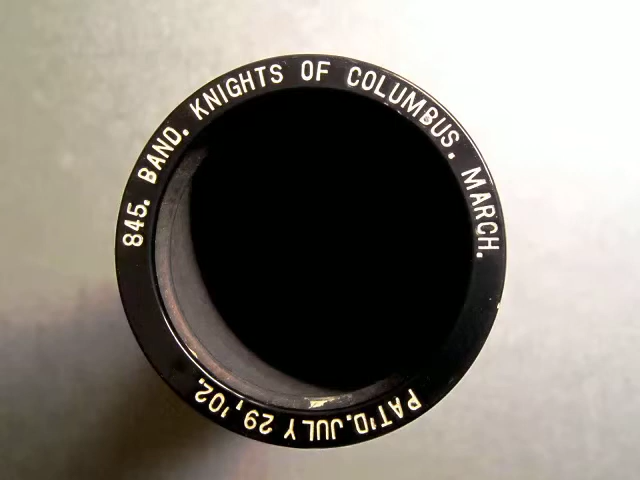 845. BAND. KNIGHTS OF COLUMBUS. MARCH.
PAT'D. JULY 29, '02.